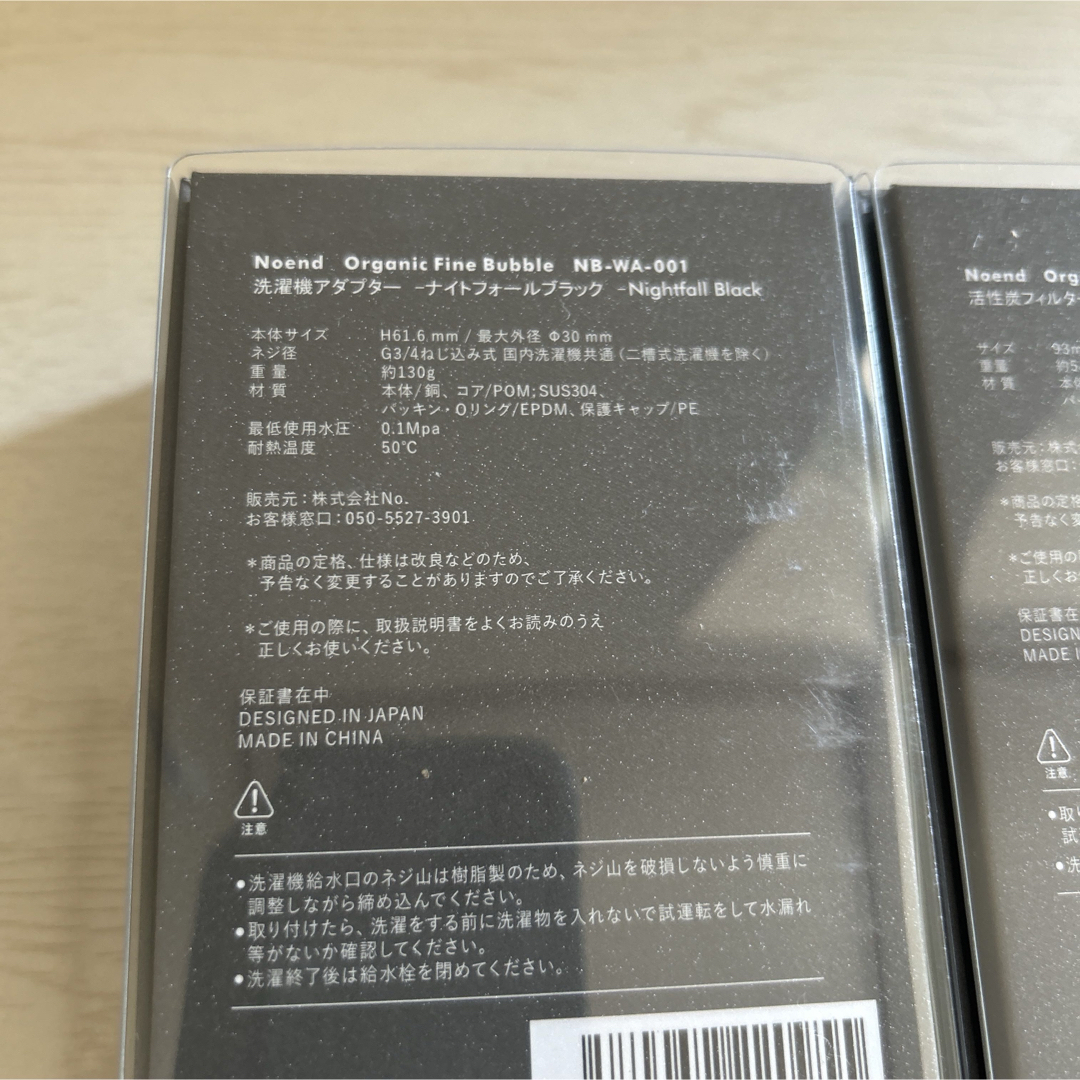 Noend Organic Fine Bubble NB-WA-001
洗濯機アダプター -ナイトフォールブラック -Nightfall Black
本体サイズ H61.6 mm / 最大外径 Φ30 mm
ネジ径 G3/4ねじ込み式 国内洗濯機共通（二槽式洗濯機を除く）
重量 約130g
材質 本体/銅、コア/POM；SUS304、
パッキン・Oリング/EPDM、保護キャップ/PE
最低使用水圧 0.1Mpa
耐熱温度 50℃
販売元：株式会社No.
お客様窓口：050-5527-3901
＊商品の定格、仕様は改良などのため、
予告なく変更することがありますのでご了承ください。
＊ご使用の際に、取扱説明書をよくお読みのうえ
正しくお使いください。
保証書在中
DESIGNED IN JAPAN
MADE IN CHINA
注意
●洗濯機給水口のネジ山は樹脂製のため、ネジ山を破損しないよう慎重に
調整しながら締め込んでください。
●取り付けたら、洗濯をする前に洗濯物を入れないで試運転をして水漏れ
等がないか確認してください。
●洗濯終了後は給水栓を閉めてください。
Noend Org
活性炭フィルター
サイズ 93m
重量 約5
材質 本体
販売元：株式
お客様窓口：
＊商品の定格
予告なく変
＊ご使用の
正しくお
保証書在
DESIGN
MADE I
注意
●取り
試
●洗